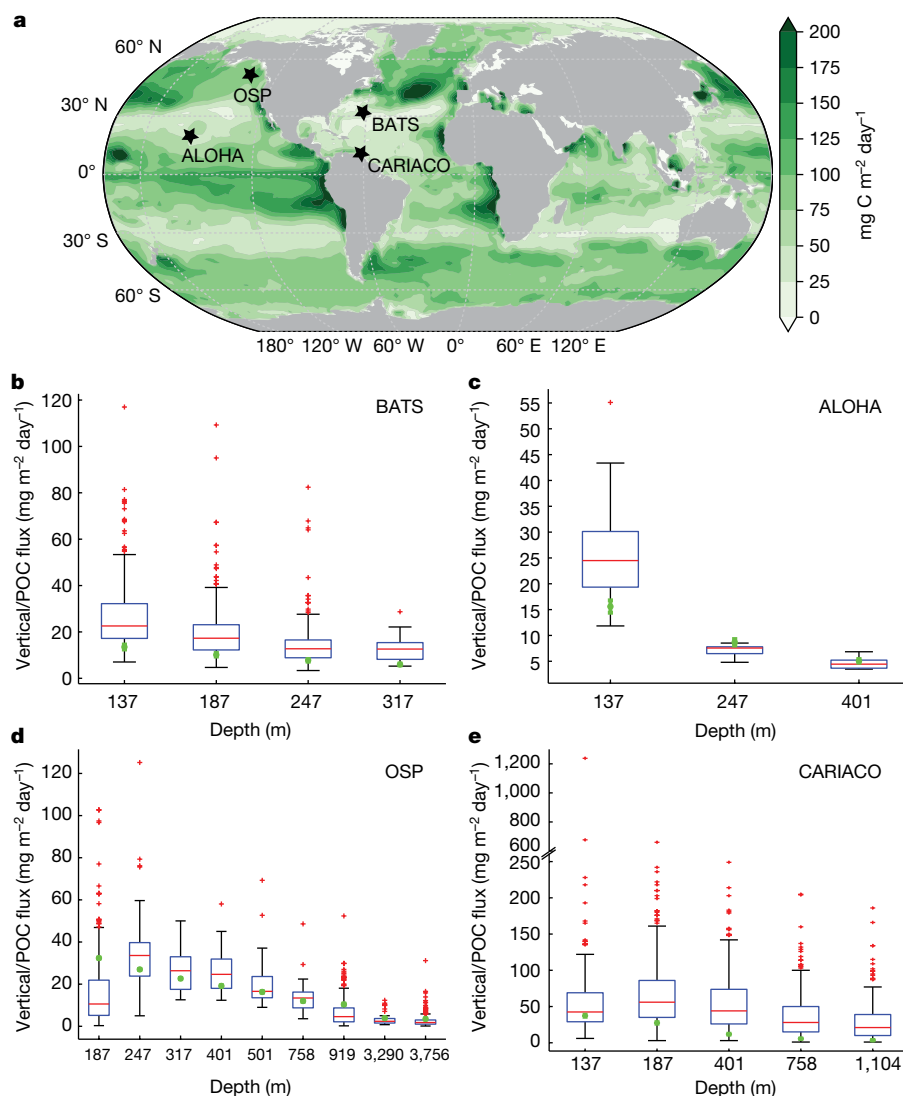 a
60° N
30° N
0°
30° S
60° S
OSP
BATS
ALOHA
CARIACO
180° 120° W 60° W 0° 60° E 120° E
200
175
150
125
100
75
50
25
0
mg C m⁻² day⁻¹
b
BATS
Vertical/POC flux (mg m⁻² day⁻¹)
120
100
80
60
40
20
0
137 187 247 317
Depth (m)
c
ALOHA
Vertical/POC flux (mg m⁻² day⁻¹)
55
50
45
40
35
30
25
20
15
10
5
137 247 401
Depth (m)
d
OSP
Vertical/POC flux (mg m⁻² day⁻¹)
120
100
80
60
40
20
0
187 247 317 401 501 758 919 3,290 3,756
Depth (m)
e
CARIACO
Vertical/POC flux (mg m⁻² day⁻¹)
1,200
1,000
800
600
250
200
150
100
50
0
137 187 401 758 1,104
Depth (m)